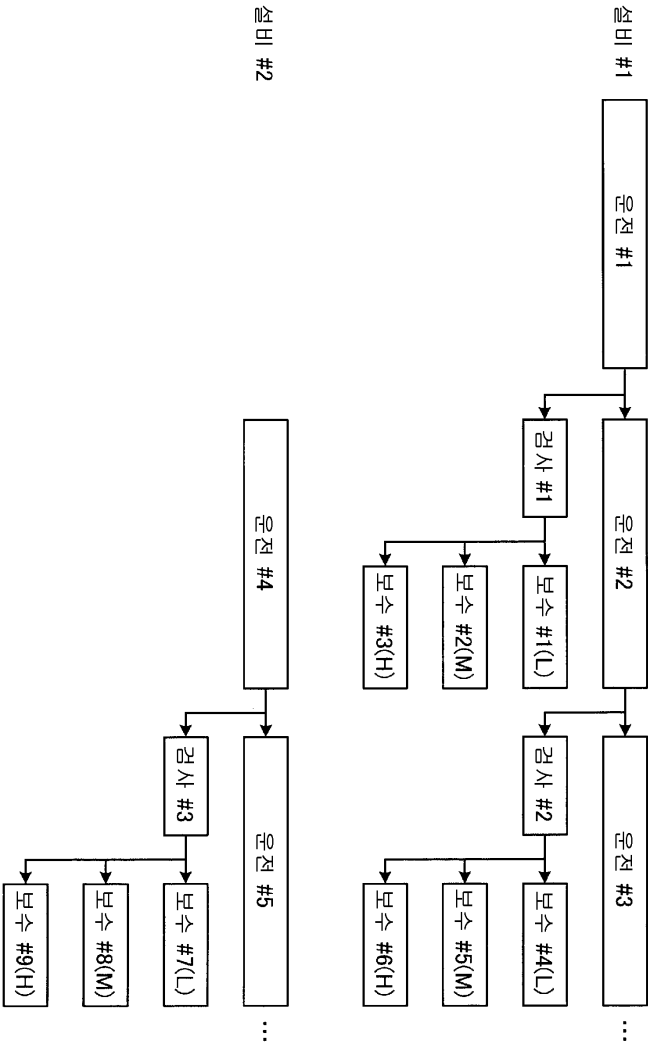 설비 #1
운전 #1
운전 #2
운전 #3
...
검사 #1
보수 #1(L)
보수 #2(M)
보수 #3(H)
검사 #2
보수 #4(L)
보수 #5(M)
보수 #6(H)
설비 #2
운전 #4
운전 #5
...
검사 #3
보수 #7(L)
보수 #8(M)
보수 #9(H)